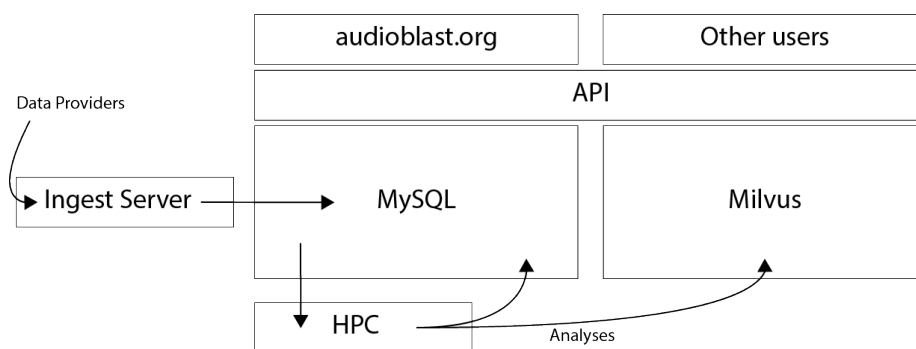 audioblast.org
Other users
API
Data Providers
Ingest Server
MySQL
Milvus
HPC
Analyses